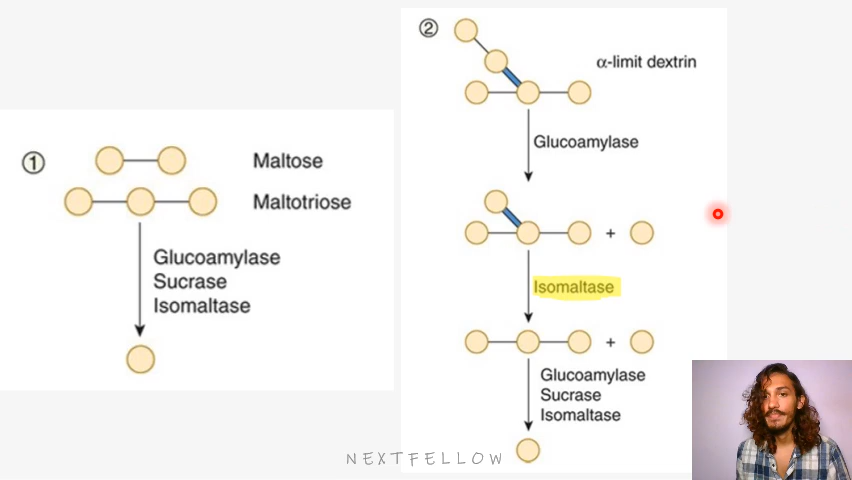 ①
Maltose
Maltotriose
Glucoamylase
Sucrase
Isomaltase
②
α-limit dextrin
Glucoamylase
+
Isomaltase
+
Glucoamylase
Sucrase
Isomaltase
NEXTFELLOW